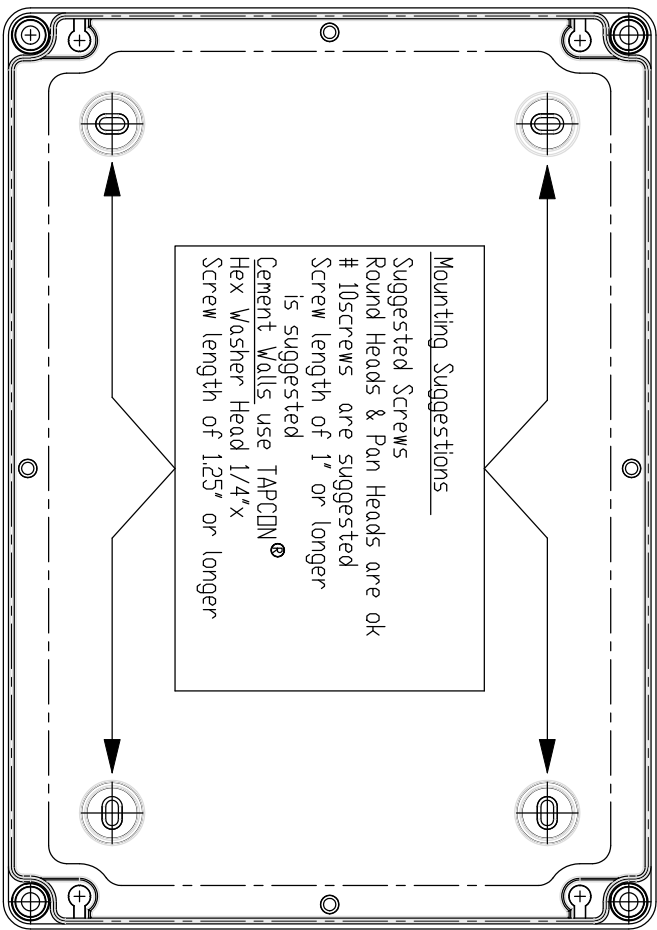 Mounting Suggestions
Suggested Screws
Round Heads & Pan Heads are ok
# 10screws are suggested
Screw length of 1" or longer
is suggested
Cement Walls use TAPCON®
Hex Washer Head 1/4"x
Screw length of 1.25" or longer